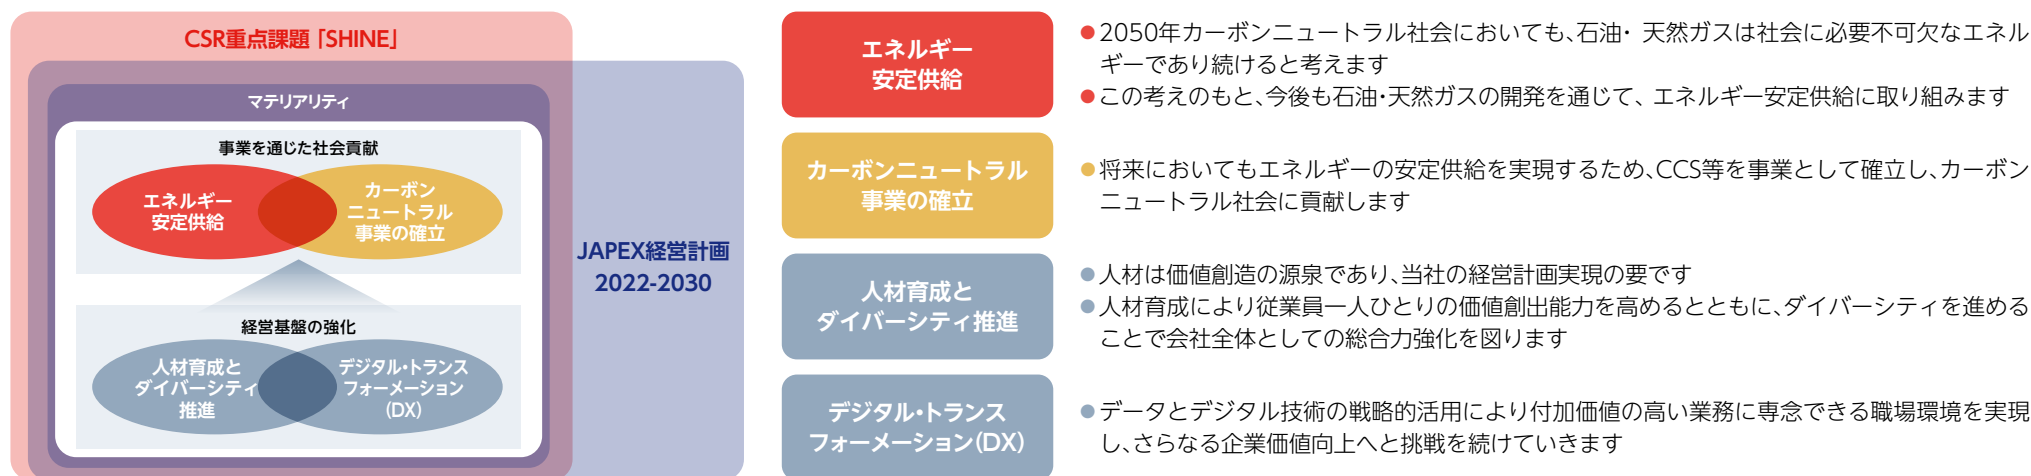 CSR重点課題「SHINE」
マテリアリティ
事業を通じた社会貢献
エネルギー
安定供給
カーボン
ニュートラル
事業の確立
経営基盤の強化
人材育成と
ダイバーシティ
推進
デジタル・トランス
フォーメーション
(DX)
JAPEX経営計画
2022-2030
エネルギー
安定供給
●2050年カーボンニュートラル社会においても、石油・ 天然ガスは社会に必要不可欠なエネル
ギーであり続けると考えます
●この考えのもと、今後も石油・天然ガスの開発を通じて、 エネルギー安定供給に取り組みます
カーボンニュートラル
事業の確立
●将来においてもエネルギーの安定供給を実現するため、CCS等を事業として確立し、カーボン
ニュートラル社会に貢献します
人材育成と
ダイバーシティ推進
●人材は価値創造の源泉であり、当社の経営計画実現の要です
●人材育成により従業員一人ひとりの価値創出能力を高めるとともに、ダイバーシティを進める
ことで会社全体としての総合力強化を図ります
デジタル・トランス
フォーメーション(DX)
●データとデジタル技術の戦略的活用により付加価値の高い業務に専念できる職場環境を実現
し、さらなる企業価値向上へと挑戦を続けていきます